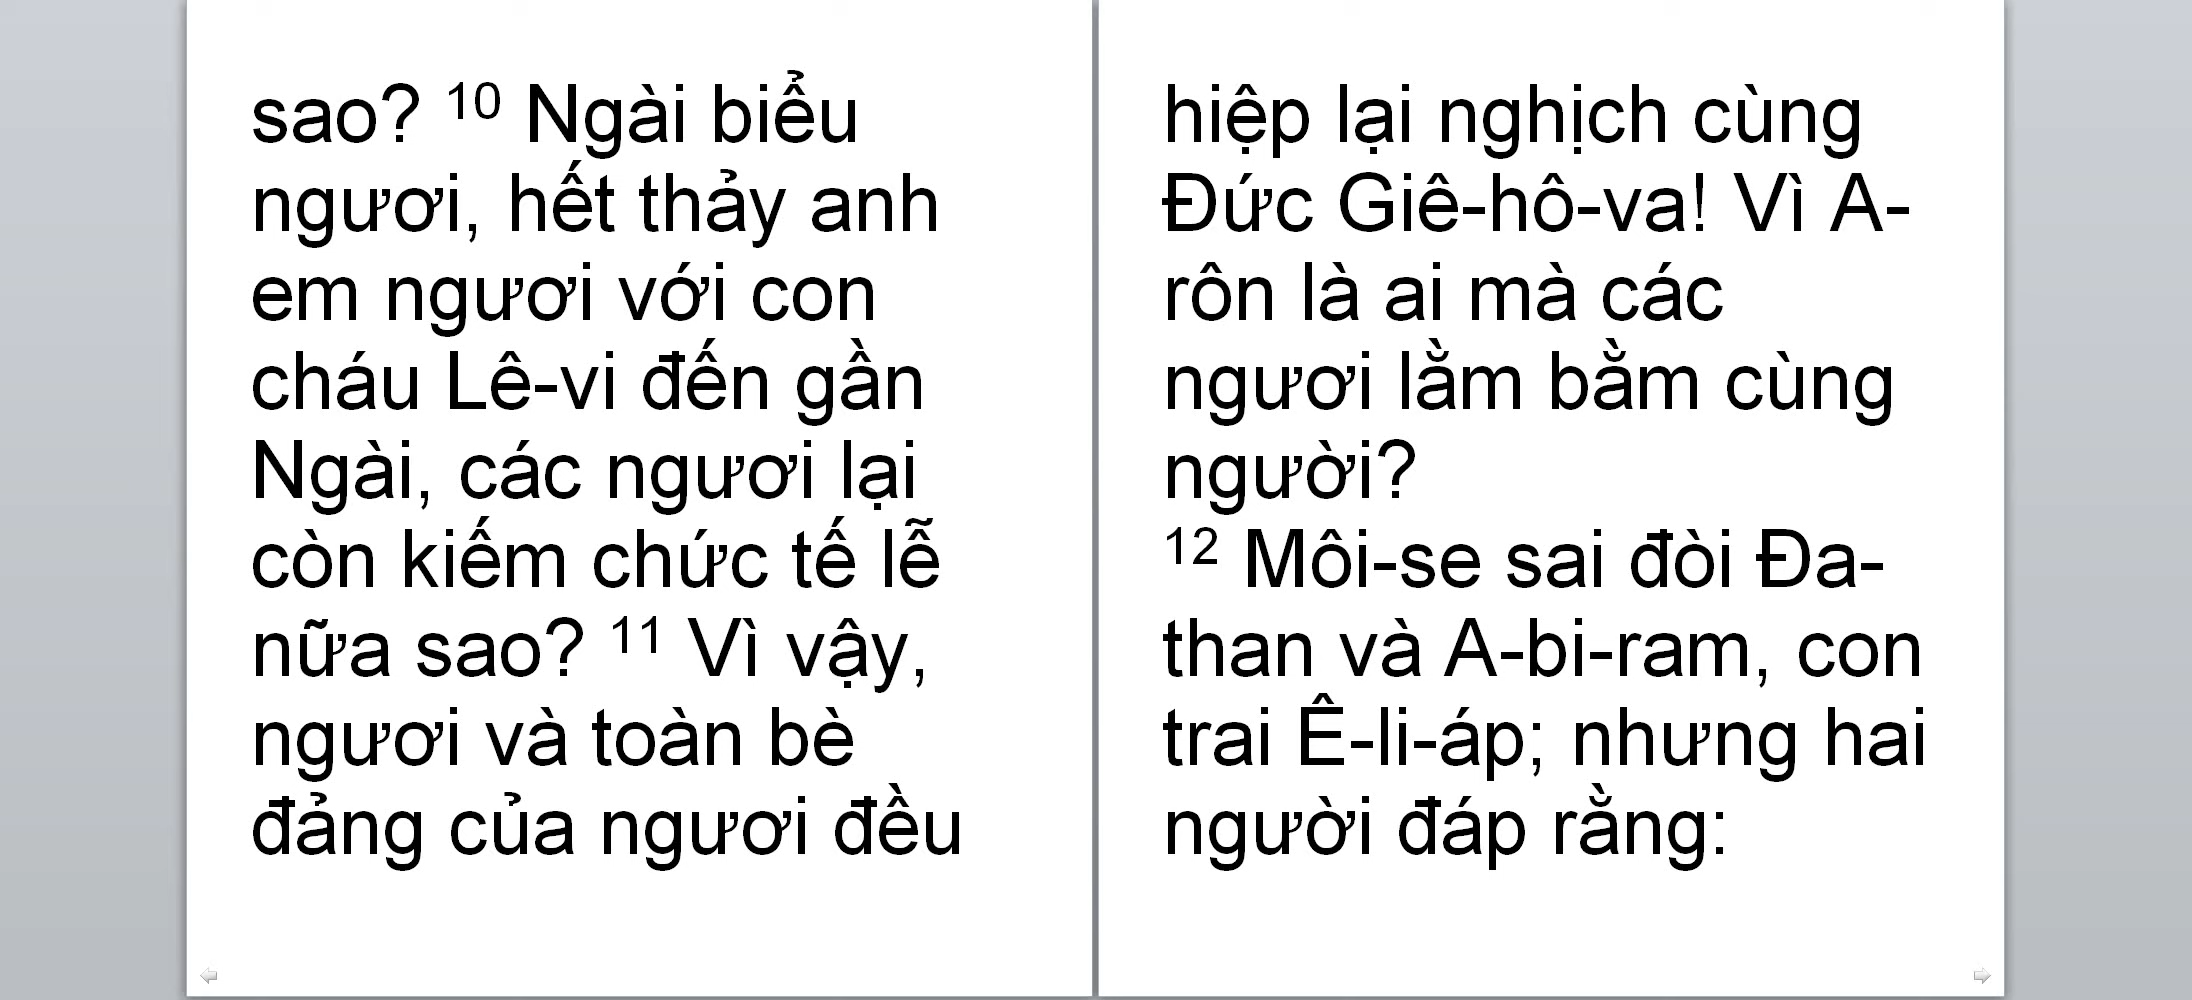 sao? 10 Ngài biểu
ngươi, hết thảy anh
em ngươi với con
cháu Lê-vi đến gần
Ngài, các ngươi lại
còn kiếm chức tế lễ
nữa sao? 11 Vì vậy,
ngươi và toàn bè
đảng của ngươi đều
hiệp lại nghịch cùng
Đức Giê-hô-va! Vì A-
rôn là ai mà các
ngươi lằm bằm cùng
người?
12 Môi-se sai đòi Đa-
than và A-bi-ram, con
trai Ê-li-áp; nhưng hai
người đáp rằng: